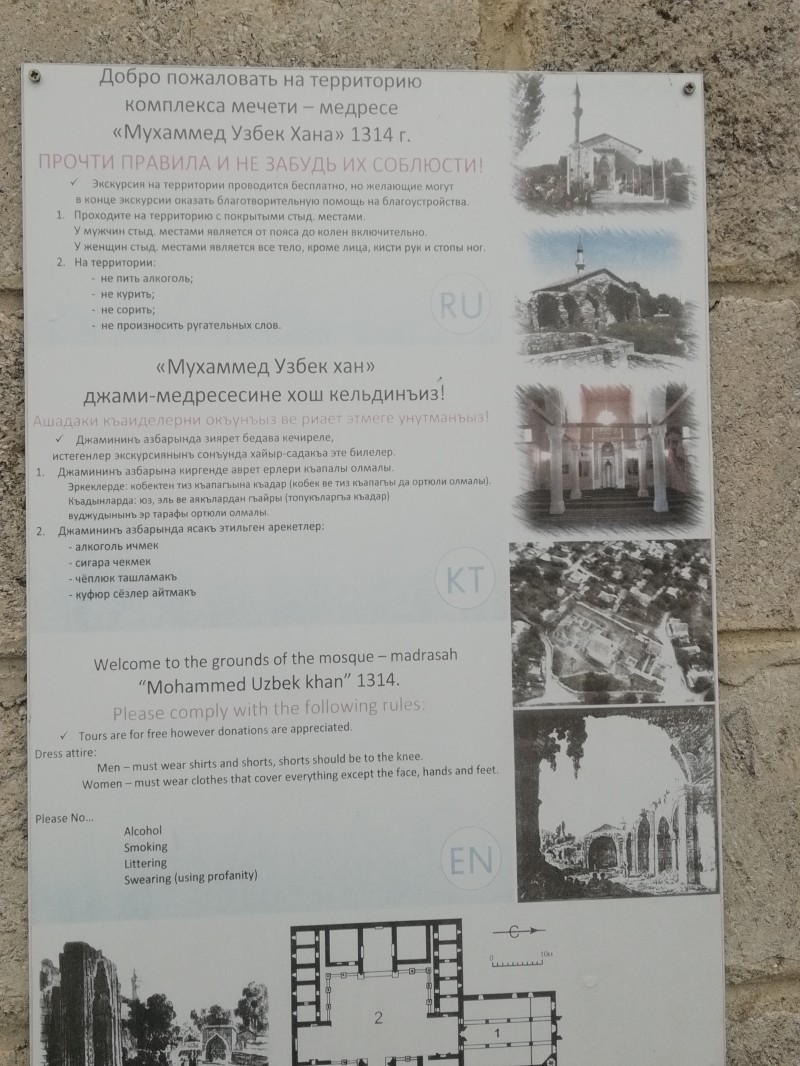 Добро пожаловать на территорию
комплекса мечети – медресе
«Мухаммед Узбек Хана» 1314 г.
ПРОЧТИ ПРАВИЛА И НЕ ЗАБУДЬ ИХ СОБЛЮСТИ!
✓ Экскурсия на территории проводится бесплатно, но желающие могут
в конце экскурсии оказать благотворительную помощь на благоустройства.
1. Проходите на территорию с покрытыми стыд. местами.
У мужчин стыд. местами является от пояса до колен включительно.
У женщин стыд. местами является все тело, кроме лица, кисти рук и стопы ног.
2. На территории:
- не пить алкоголь;
- не курить;
- не сорить;
- не произносить ругательных слов.
RU
«Мухаммед Узбек хан»
джами-медресесине хош кельдинъиз!
Ашадаки къаиделерни окъунъыз ве риает этмеге унутманъыз!
✓ Джамининъ азбарында зиярет бедава кечиреле,
истегенлер экскурсиянынъ сонъунда хайыр-садакъа эте билелер.
1. Джамининъ азбарына киргенде аврет ерлери къапалы олмалы.
Эркеклерде: кобектен тиз къапагъына къадар (кобек ве тиз къапагъы да ортюли олмалы).
Къадынларда: юз, эль ве аякълардан гъайры (топукъларгъа къадар)
вуджудынынъ эр тарафы ортюли олмалы.
2. Джамининъ азбарында ясакъ этильген арекетлер:
- алкоголь ичмек
- сигара чекмек
- чёплюк ташламакъ
- куфюр сёзлер айтмакъ
KT
Welcome to the grounds of the mosque – madrasah
“Mohammed Uzbek khan” 1314.
Please comply with the following rules:
✓ Tours are for free however donations are appreciated.
Dress attire:
Men – must wear shirts and shorts, shorts should be to the knee.
Women – must wear clothes that cover everything except the face, hands and feet.
Please No...
Alcohol
Smoking
Littering
Swearing (using profanity)
EN
С
0 10м
2
1